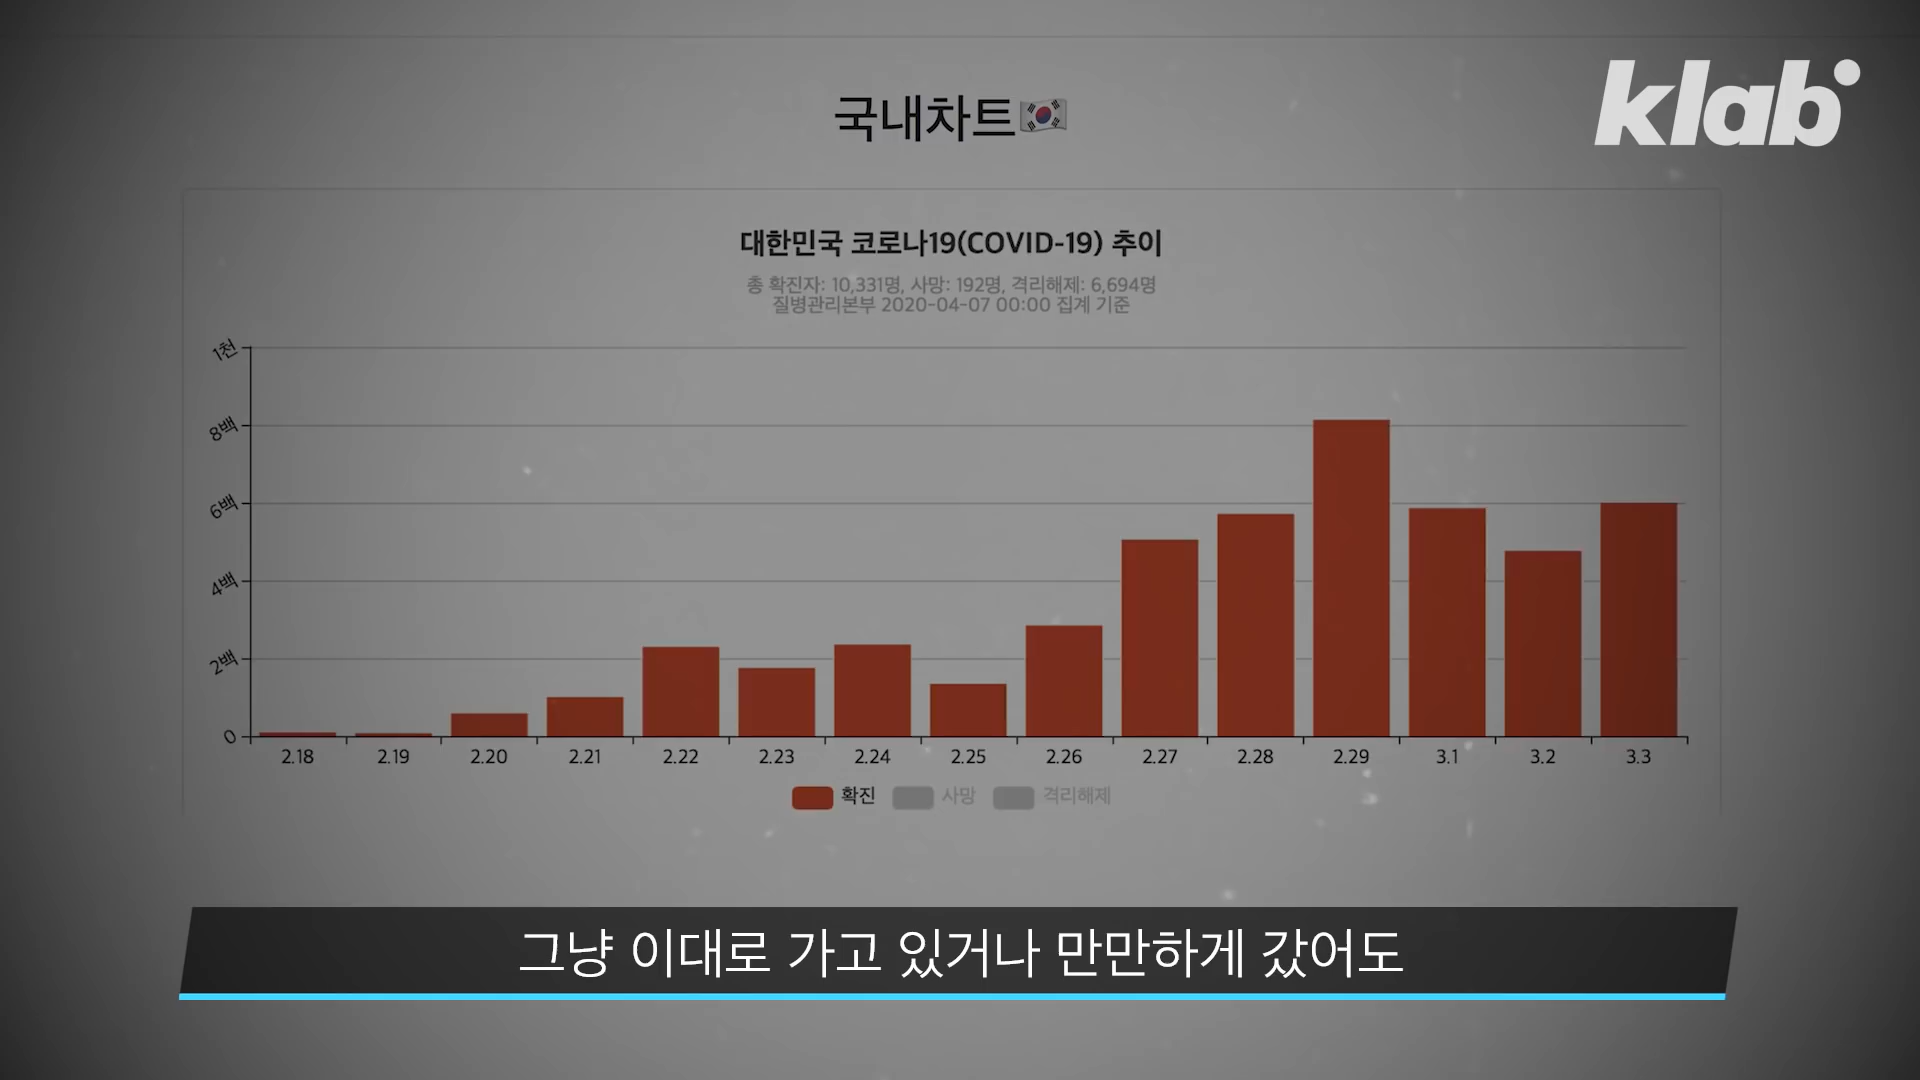 klab
국내차트🇰🇷
대한민국 코로나19(COVID-19) 추이
총 확진자: 10,331명, 사망: 192명, 격리해제: 6,694명
질병관리본부 2020-04-07 00:00 집계 기준
1천
8백
6백
4백
2백
0
2.18 2.19 2.20 2.21 2.22 2.23 2.24 2.25 2.26 2.27 2.28 2.29 3.1 3.2 3.3
확진 사망 격리해제
그냥 이대로 가고 있거나 만만하게 갔어도